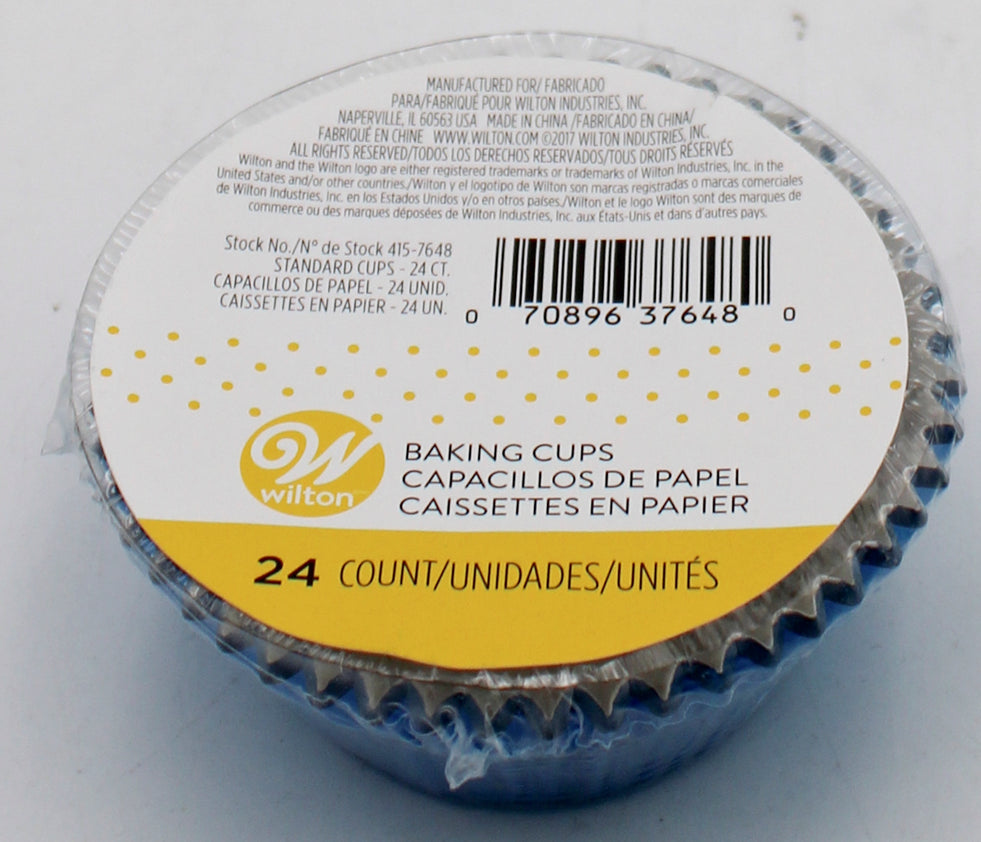 MANUFACTURED FOR/ FABRICADO
PARA/FABRIQUÉ POUR WILTON INDUSTRIES, INC.
NAPERVILLE, IL 60563 USA MADE IN CHINA /FABRICADO EN CHINA/
FABRIQUÉ EN CHINE WWW.WILTON.COM ©2017 WILTON INDUSTRIES, INC.
ALL RIGHTS RESERVED/TODOS LOS DERECHOS RESERVADOS/TOUS DROITS RÉSERVÉS
Wilton and the Wilton logo are either registered trademarks or trademarks of Wilton Industries, Inc. in the
United States and/or other countries./Wilton y el logotipo de Wilton son marcas registradas o marcas comerciales
de Wilton Industries, Inc. en los Estados Unidos y/o en otros países./Wilton et le logo Wilton sont des marques de
commerce ou des marques déposées de Wilton Industries, Inc. aux États-Unis et dans d'autres pays.
Stock No./N° de Stock 415-7648
STANDARD CUPS - 24 CT.
CAPACILLOS DE PAPEL - 24 UNID.
CAISSETTES EN PAPIER - 24 UN.
0 70896 37648 0
W
wilton
BAKING CUPS
CAPACILLOS DE PAPEL
CAISSETTES EN PAPIER
24 COUNT/UNIDADES/UNITÉS